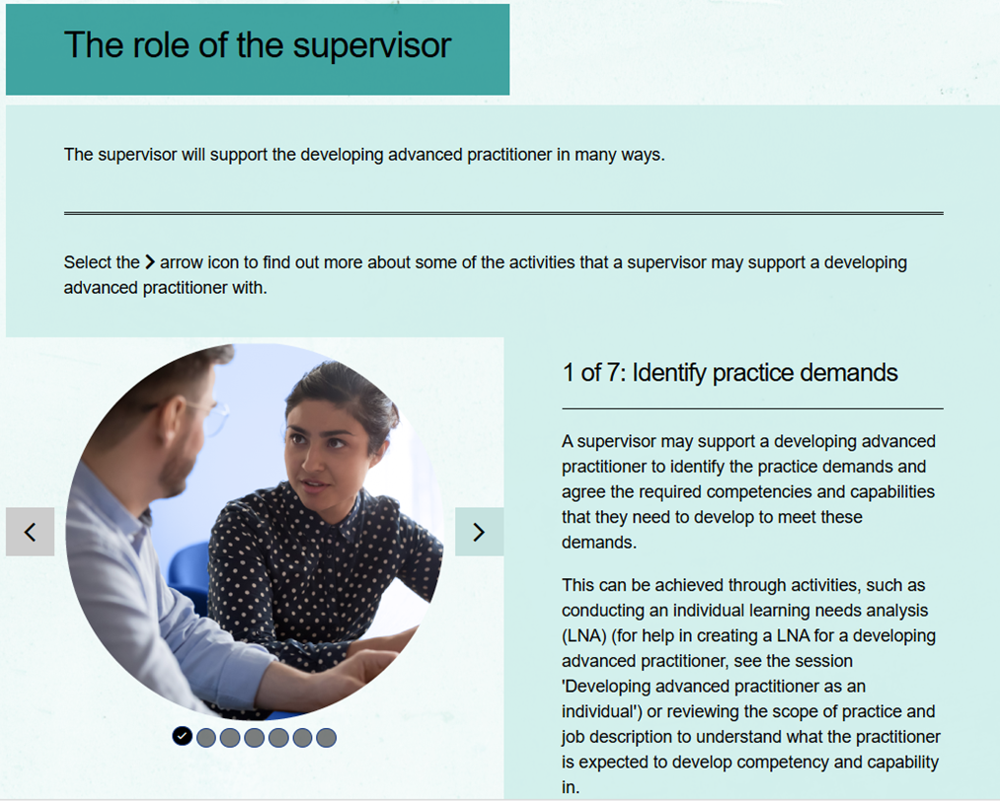 The role of the supervisor
The supervisor will support the developing advanced practitioner in many ways.
Select the > arrow icon to find out more about some of the activities that a supervisor may support a developing
advanced practitioner with.
1 of 7: Identify practice demands
A supervisor may support a developing advanced
practitioner to identify the practice demands and
agree the required competencies and capabilities
that they need to develop to meet these
demands.
This can be achieved through activities, such as
conducting an individual learning needs analysis
(LNA) (for help in creating a LNA for a developing
advanced practitioner, see the session
'Developing advanced practitioner as an
individual') or reviewing the scope of practice and
job description to understand what the practitioner
is expected to develop competency and capability
in.